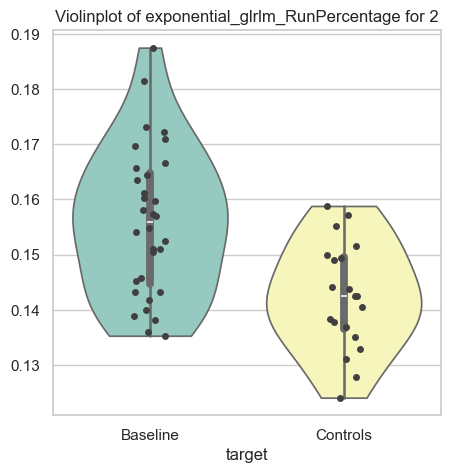 Violinplot of exponential_glrlm_RunPercentage for 2
0.19
0.18
0.17
0.16
0.15
0.14
0.13
Baseline
Controls
target